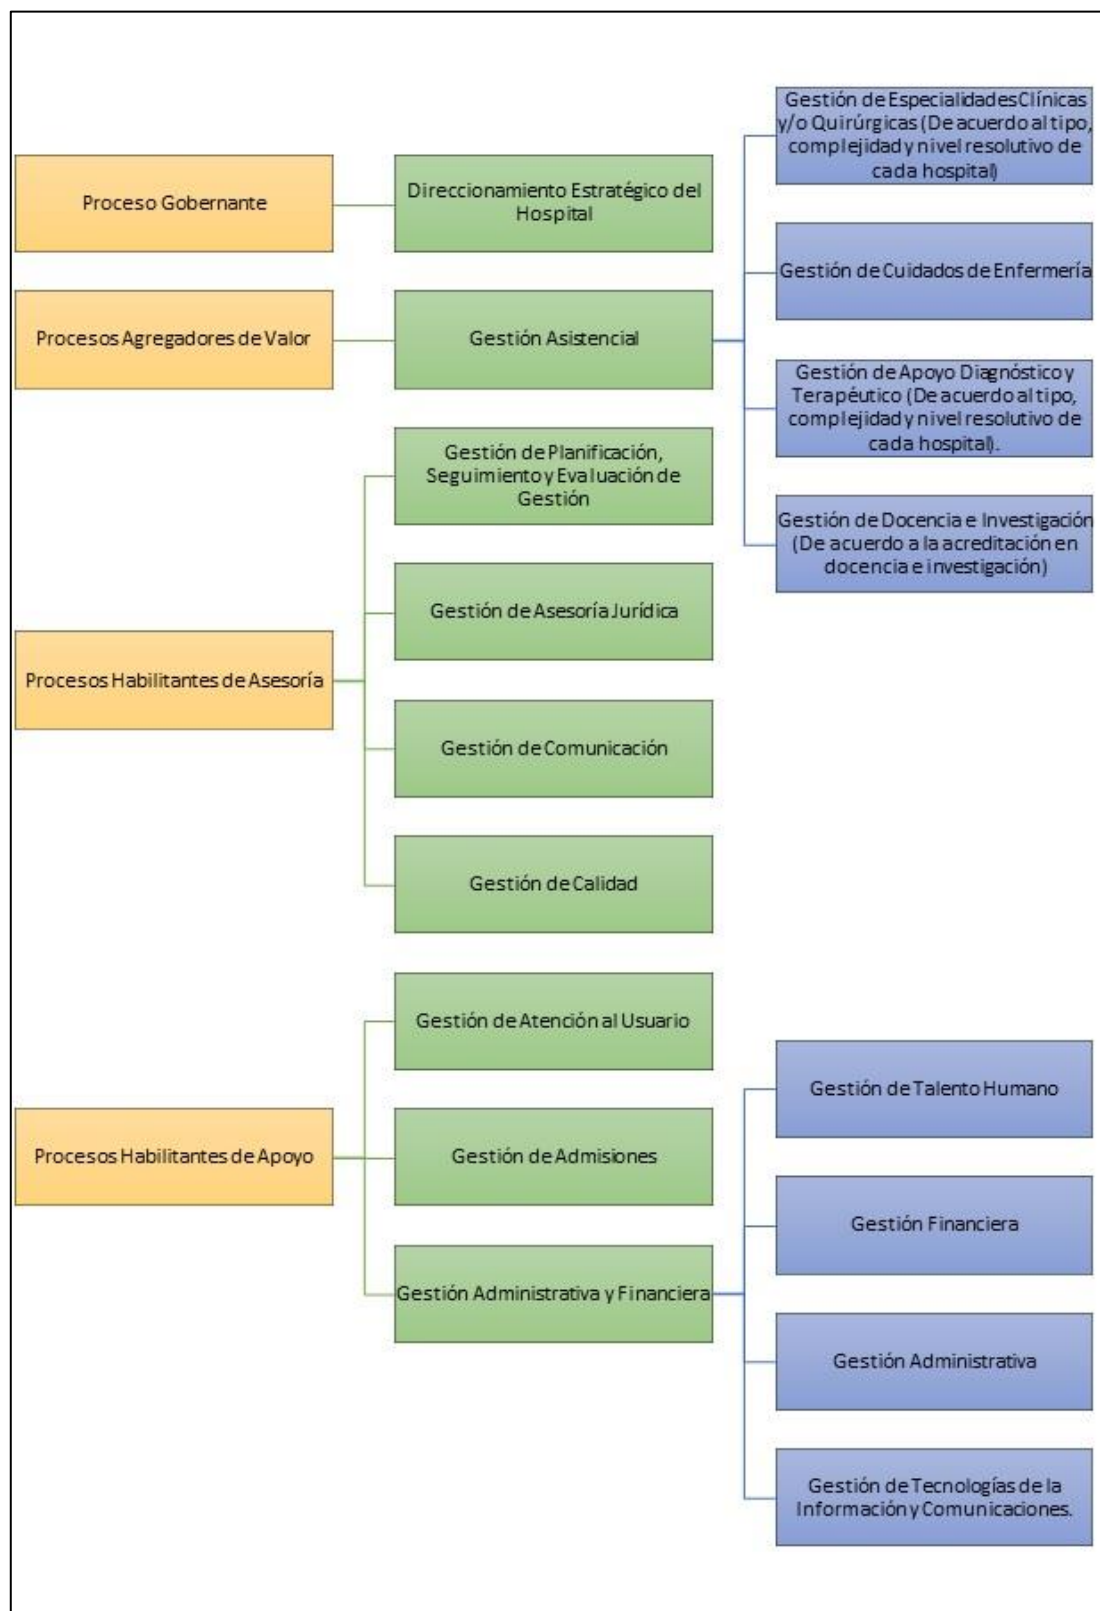 Proceso Gobernante
Direccionamiento Estratégico del
Hospital
Procesos Agregadores de Valor
Gestión Asistencial
Gestión de Especialidades Clínicas
y/o Quirúrgicas (De acuerdo al tipo,
complejidad y nivel resolutivo de
cada hospital)
Gestión de Cuidados de Enfermería
Gestión de Apoyo Diagnóstico y
Terapéutico (De acuerdo al tipo,
complejidad y nivel resolutivo de
cada hospital).
Gestión de Docencia e Investigación
(De acuerdo a la acreditación en
docencia e investigación)
Procesos Habilitantes de Asesoría
Gestión de Planificación,
Seguimiento y Evaluación de
Gestión
Gestión de Asesoría Jurídica
Gestión de Comunicación
Gestión de Calidad
Procesos Habilitantes de Apoyo
Gestión de Atención al Usuario
Gestión de Admisiones
Gestión Administrativa y Financiera
Gestión de Talento Humano
Gestión Financiera
Gestión Administrativa
Gestión de Tecnologías de la
Información y Comunicaciones.